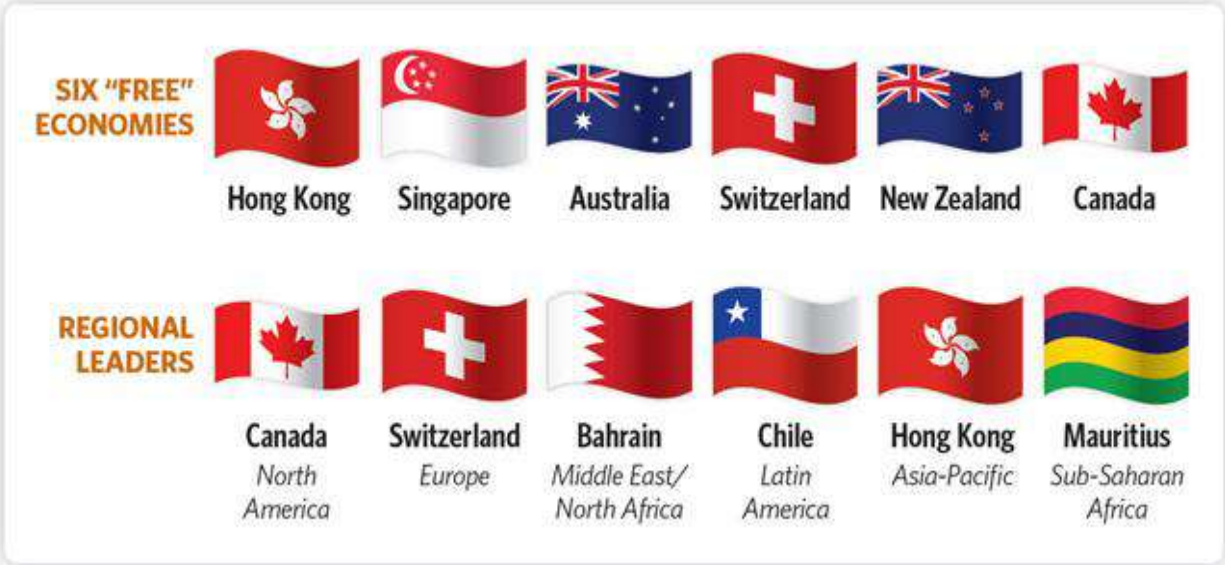 SIX "FREE"
ECONOMIES
Hong Kong
Singapore
Australia
Switzerland
New Zealand
Canada
REGIONAL
LEADERS
Canada
North
America
Switzerland
Europe
Bahrain
Middle East/
North Africa
Chile
Latin
America
Hong Kong
Asia-Pacific
Mauritius
Sub-Saharan
Africa